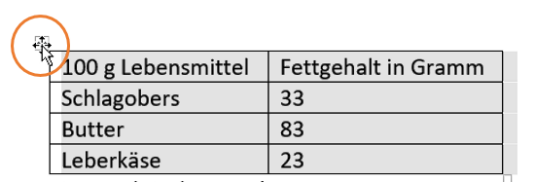 100 g Lebensmittel Fettgehalt in Gramm
Schlagobers 33
Butter 83
Leberkäse 23